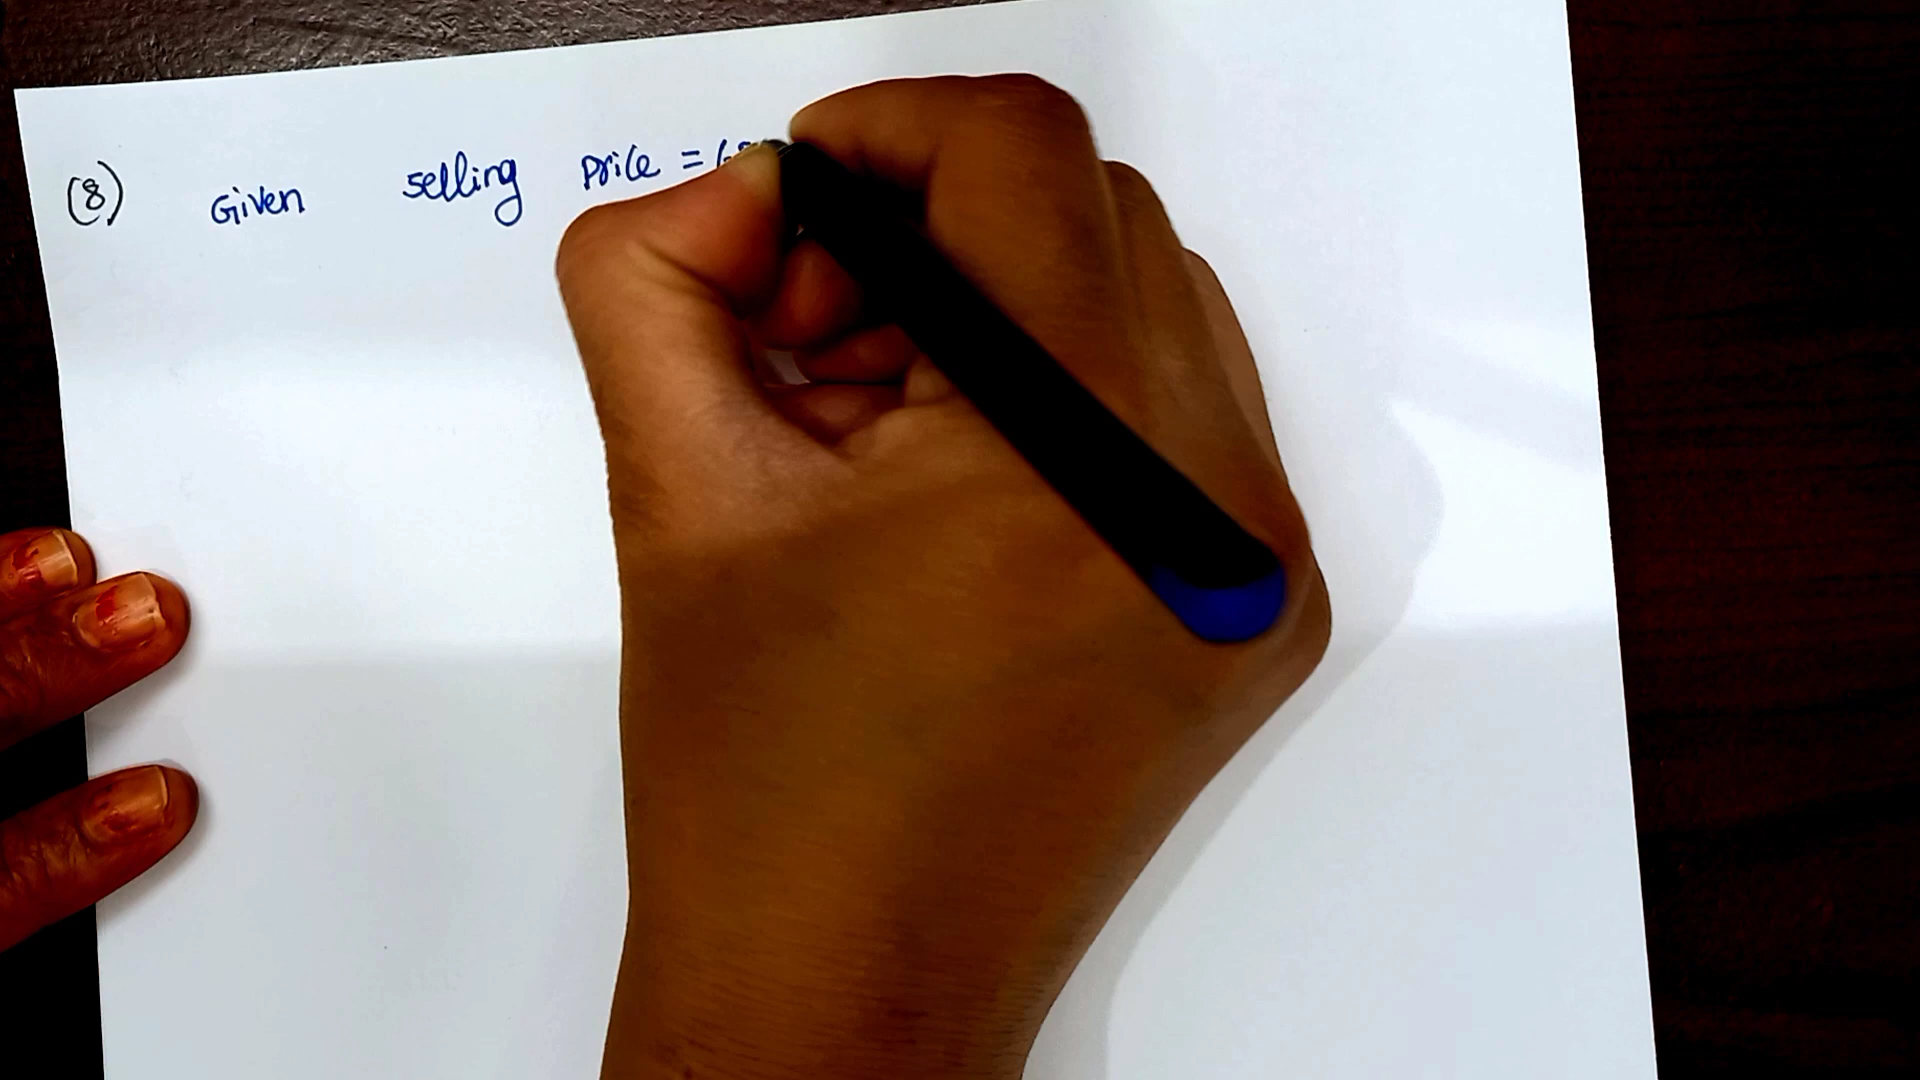 (8) Given selling price =